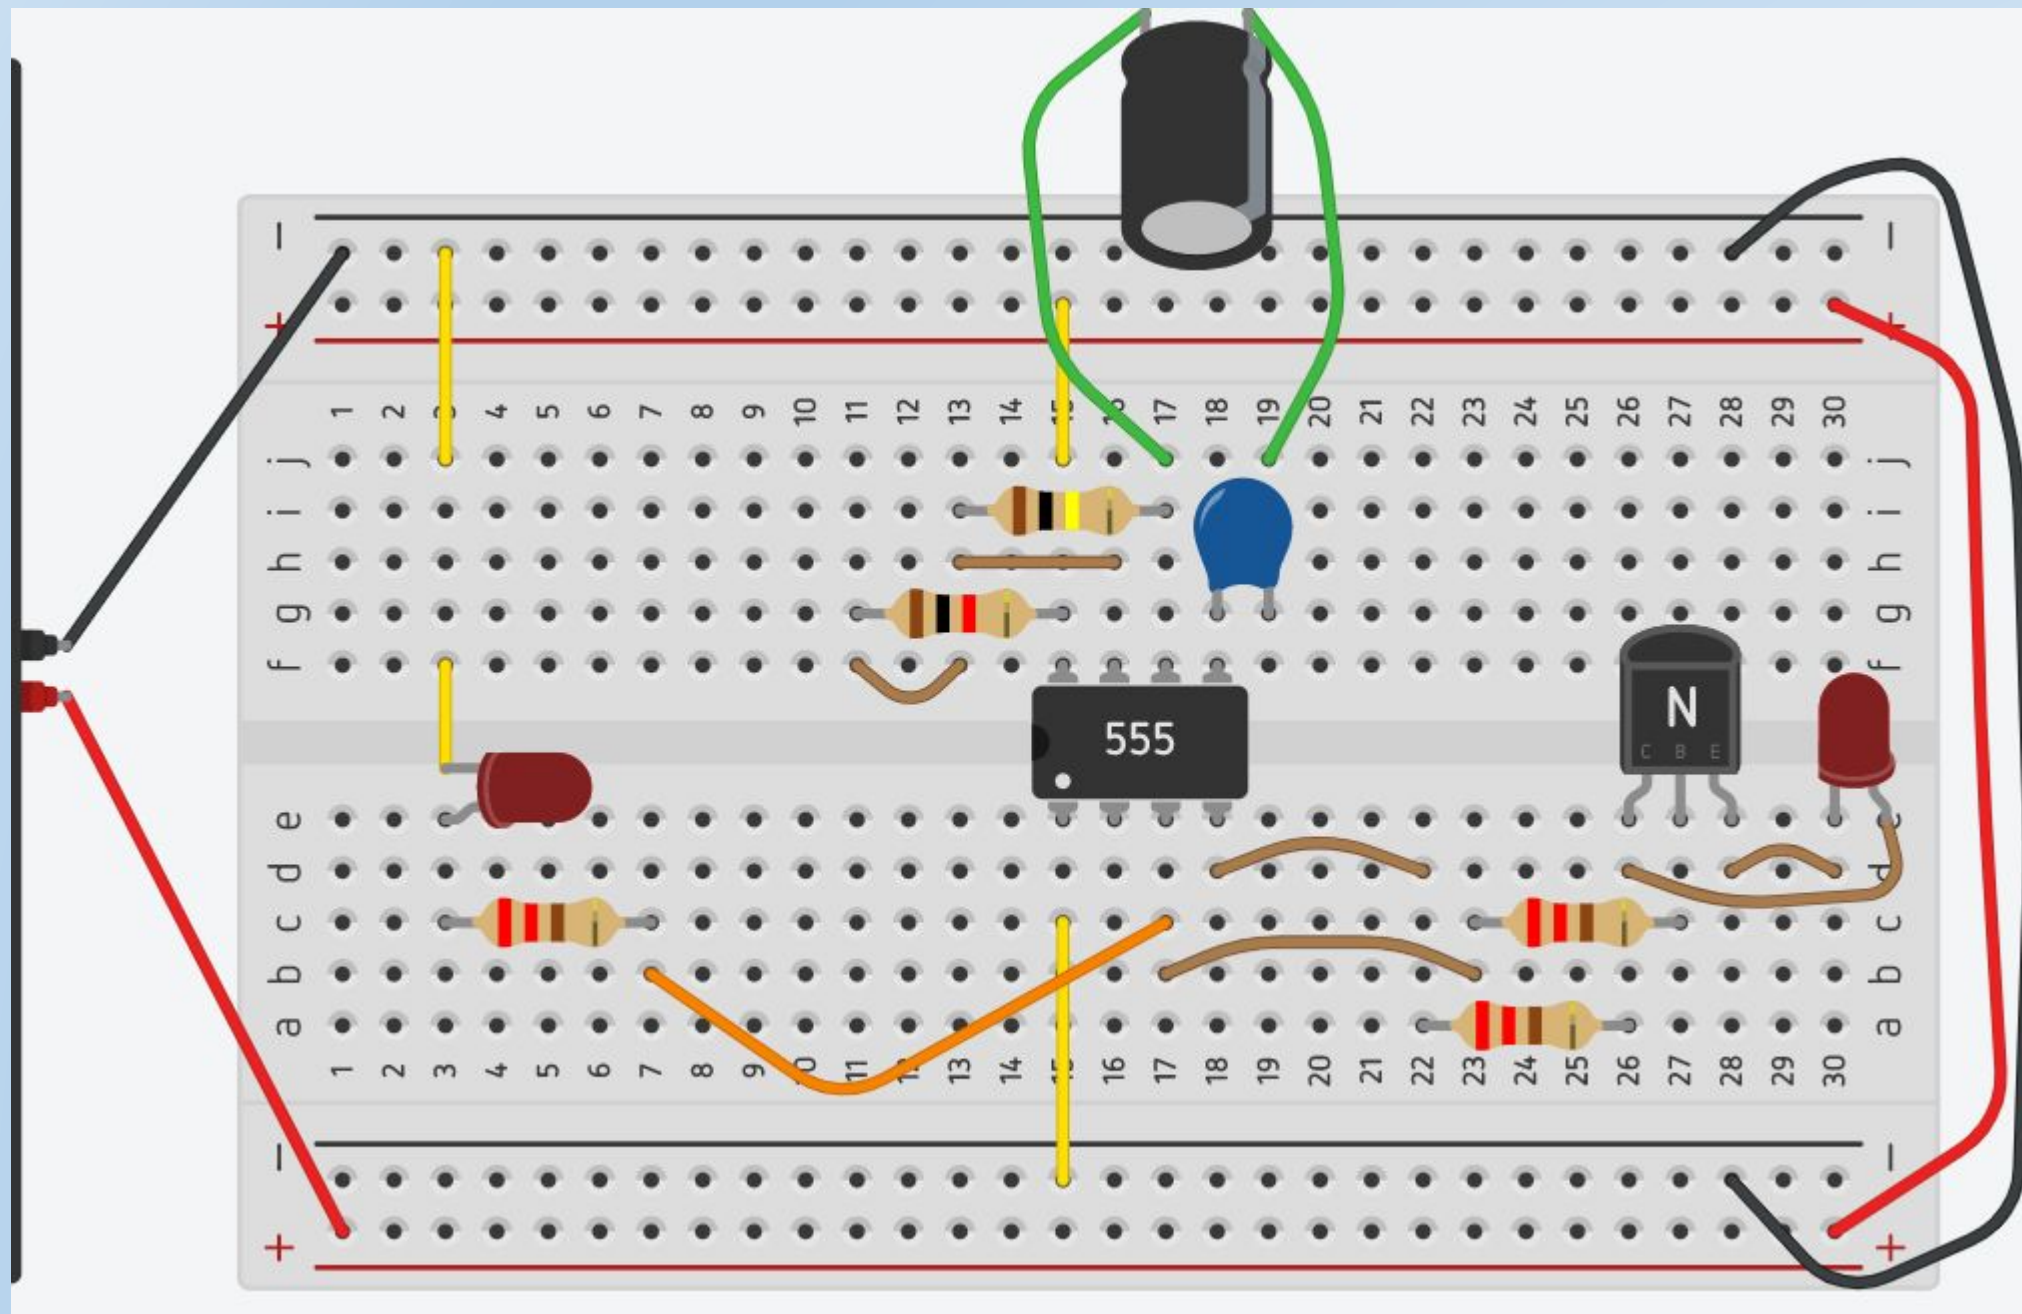 − −
+ +
1 2 3 4 5 6 7 8 9 10 11 12 13 14 15 16 17 18 19 20 21 22 23 24 25 26 27 28 29 30
j j
i i
h h
g g
f f
N
555
C B E
e e
d d
c c
b b
a a
1 2 3 4 5 6 7 8 9 10 11 12 13 14 15 16 17 18 19 20 21 22 23 24 25 26 27 28 29 30
− −
+ +